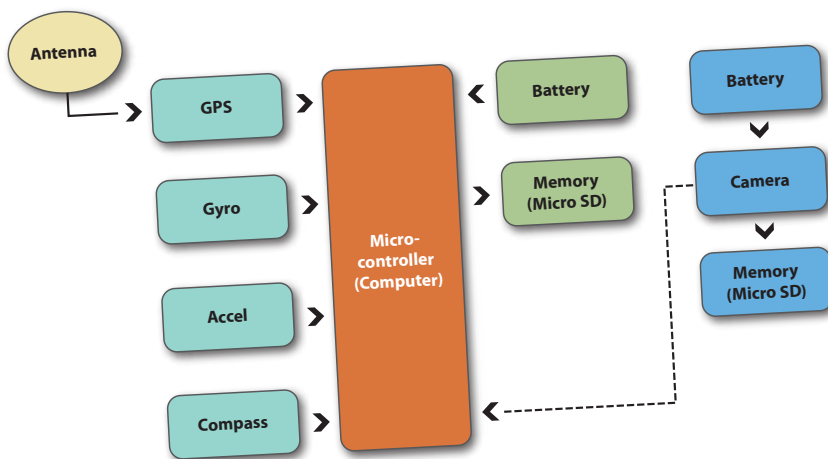 Antenna
GPS
Gyro
Accel
Compass
Micro-
controller
(Computer)
Battery
Memory
(Micro SD)
Battery
Camera
Memory
(Micro SD)